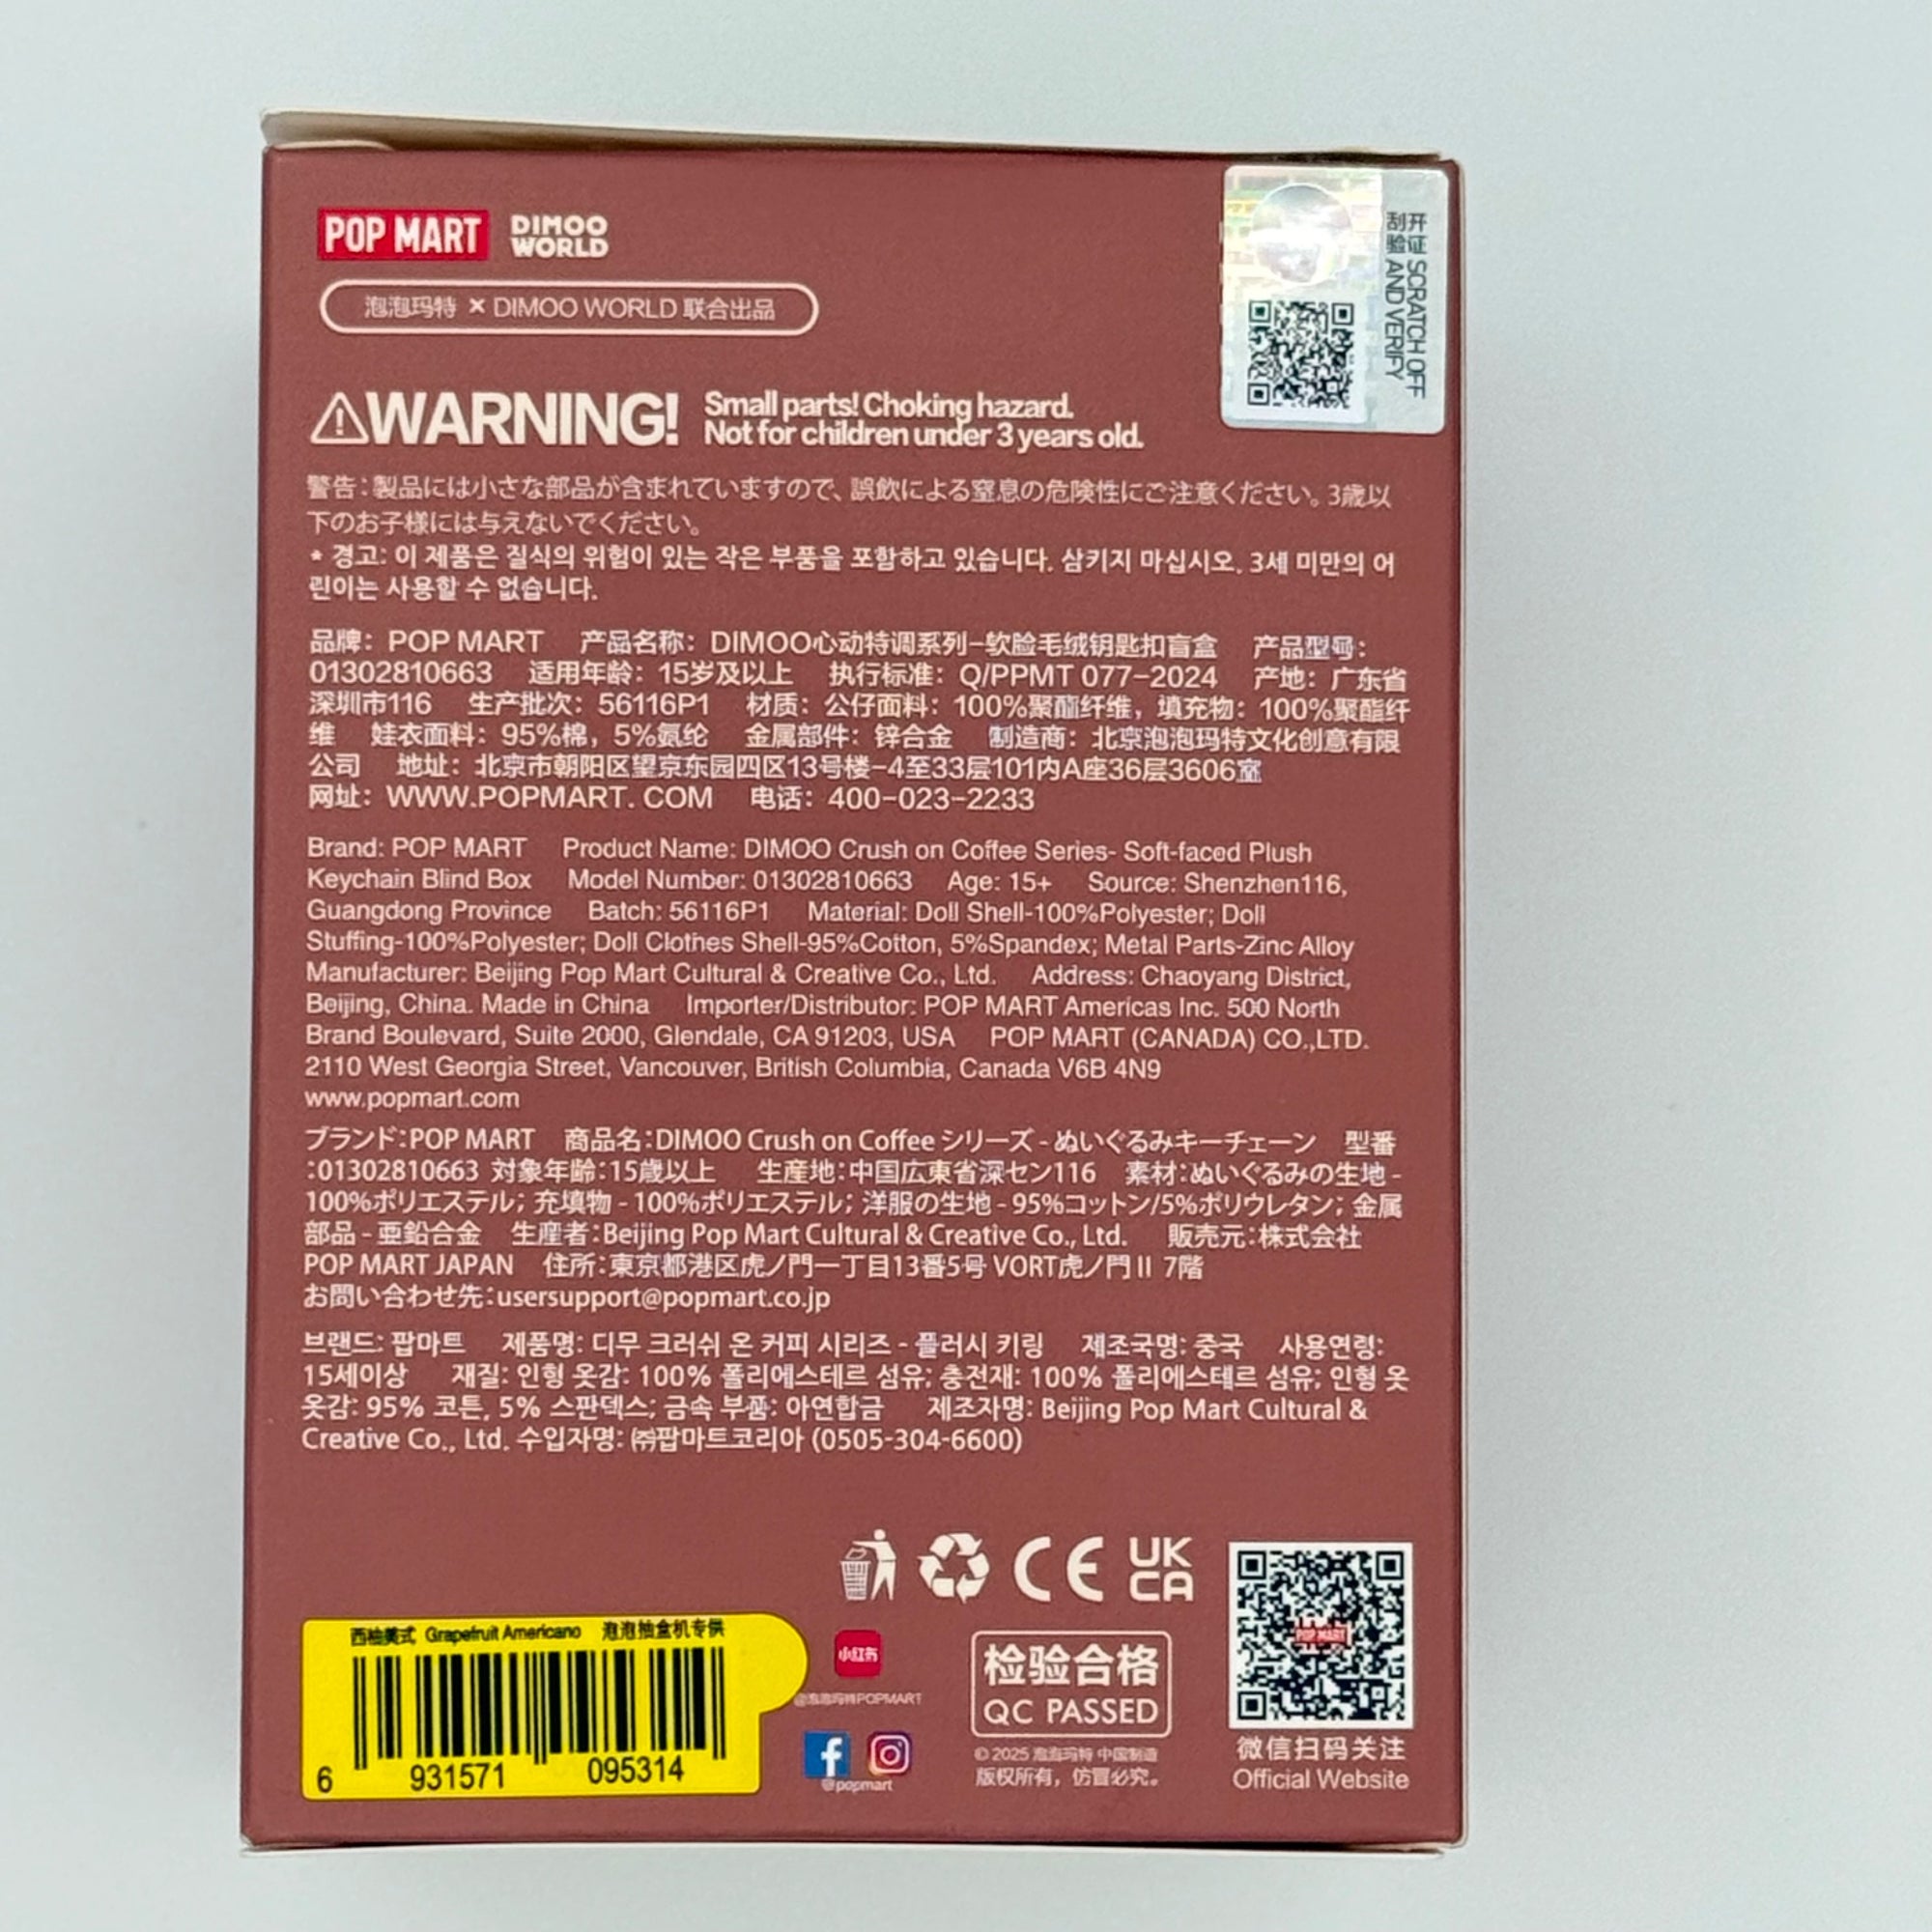 POP MART DIMOO WORLD
泡泡玛特 × DIMOO WORLD 联合出品
刮开 SCRATCH OFF
验证 AND VERIFY
WARNING! Small parts! Choking hazard.
Not for children under 3 years old.
警告:製品には小さな部品が含まれていますので、誤飲による窒息の危険性にご注意ください。3歳以
下のお子様には与えないでください。
* 경고: 이 제품은 질식의 위험이 있는 작은 부품을 포함하고 있습니다. 삼키지 마십시오. 3세 미만의 어
린이는 사용할 수 없습니다.
品牌: POP MART 产品名称: DIMOO心动特调系列-软脸毛绒钥匙扣盲盒 产品型号:
01302810663 适用年龄: 15岁及以上 执行标准: Q/PPMT 077-2024 产地: 广东省
深圳市116 生产批次: 56116P1 材质: 公仔面料: 100%聚酯纤维, 填充物: 100%聚酯纤
维 娃衣面料: 95%棉, 5%氨纶 金属部件: 锌合金 制造商: 北京泡泡玛特文化创意有限
公司 地址: 北京市朝阳区望京东园四区13号楼-4至33层101内A座36层3606室
网址: WWW.POPMART. COM 电话: 400-023-2233
Brand: POP MART Product Name: DIMOO Crush on Coffee Series- Soft-faced Plush
Keychain Blind Box Model Number: 01302810663 Age: 15+ Source: Shenzhen116,
Guangdong Province Batch: 56116P1 Material: Doll Shell-100%Polyester; Doll
Stuffing-100%Polyester; Doll Clothes Shell-95%Cotton, 5%Spandex; Metal Parts-Zinc Alloy
Manufacturer: Beijing Pop Mart Cultural & Creative Co., Ltd. Address: Chaoyang District,
Beijing, China. Made in China Importer/Distributor: POP MART Americas Inc. 500 North
Brand Boulevard, Suite 2000, Glendale, CA 91203, USA POP MART (CANADA) CO.,LTD.
2110 West Georgia Street, Vancouver, British Columbia, Canada V6B 4N9
www.popmart.com
ブランド:POP MART 商品名:DIMOO Crush on Coffee シリーズ - ぬいぐるみキーチェーン 型番
:01302810663 対象年齢:15歳以上 生産地:中国広東省深セン116 素材:ぬいぐるみの生地 -
100%ポリエステル; 充填物 - 100%ポリエステル; 洋服の生地 - 95%コットン/5%ポリウレタン; 金属
部品 - 亜鉛合金 生産者:Beijing Pop Mart Cultural & Creative Co., Ltd. 販売元:株式会社
POP MART JAPAN 住所:東京都港区虎ノ門一丁目13番5号 VORT虎ノ門 II 7階
お問い合わせ先:usersupport@popmart.co.jp
브랜드: 팝마트 제품명: 디무 크러쉬 온 커피 시리즈 - 플러시 키링 제조국명: 중국 사용연령:
15세이상 재질: 인형 옷감: 100% 폴리에스테르 섬유; 충전재: 100% 폴리에스테르 섬유; 인형 옷
옷감: 95% 코튼, 5% 스판덱스; 금속 부품: 아연합금 제조자명: Beijing Pop Mart Cultural &
Creative Co., Ltd. 수입자명: ㈜팝마트코리아 (0505-304-6600)
CE UK CA
西柚美式 Grapefruit Americano 泡泡抽盒机专供
6 931571 095314
小红书
@泡泡玛特POPMART
@popmart
检验合格
QC PASSED
© 2025 泡泡玛特 中国制造
版权所有, 仿冒必究。
POP MART
微信扫码关注
Official Website